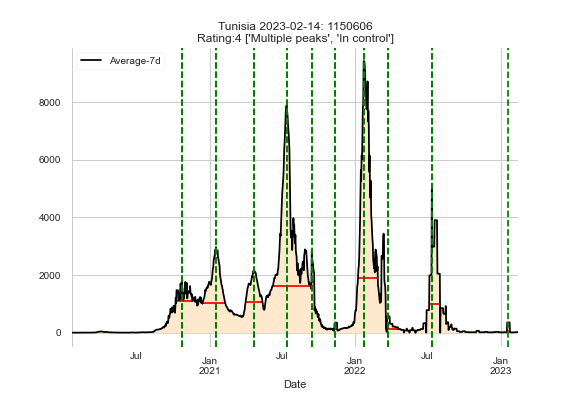 Tunisia 2023-02-14: 1150606
Rating:4 ['Multiple peaks', 'In control']
Average-7d
8000
6000
4000
2000
0
Jul
Jan
2021
Jul
Jan
2022
Jul
Jan
2023
Date